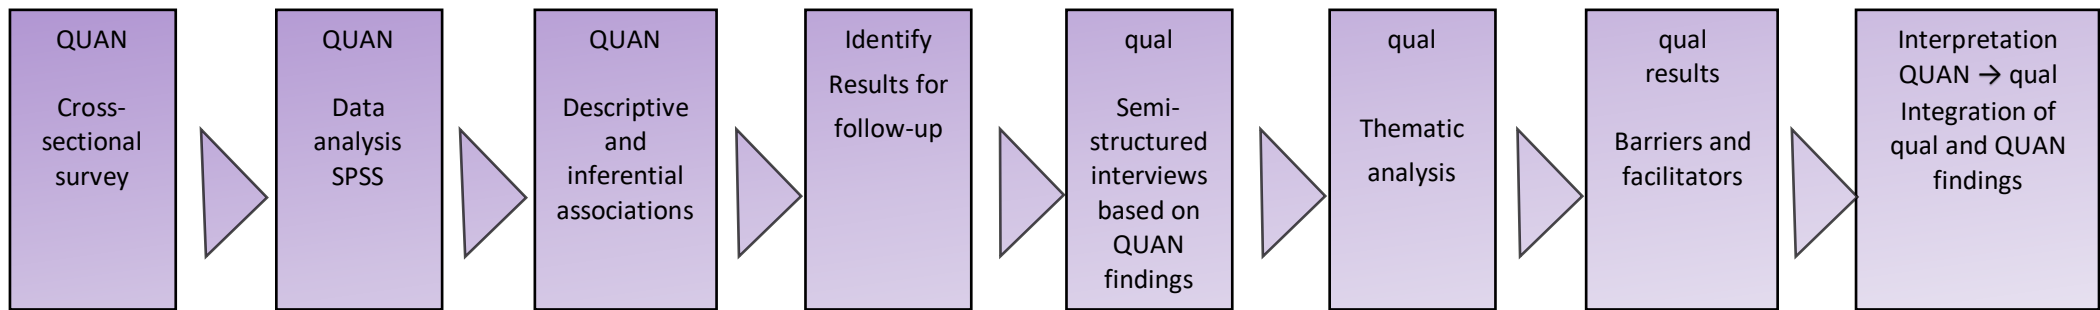 QUAN
Cross-
sectional
survey
QUAN
Data
analysis
SPSS
QUAN
Descriptive
and
inferential
associations
Identify
Results for
follow-up
qual
Semi-
structured
interviews
based on
QUAN
findings
qual
Thematic
analysis
qual
results
Barriers and
facilitators
Interpretation
QUAN → qual
Integration of
qual and QUAN
findings